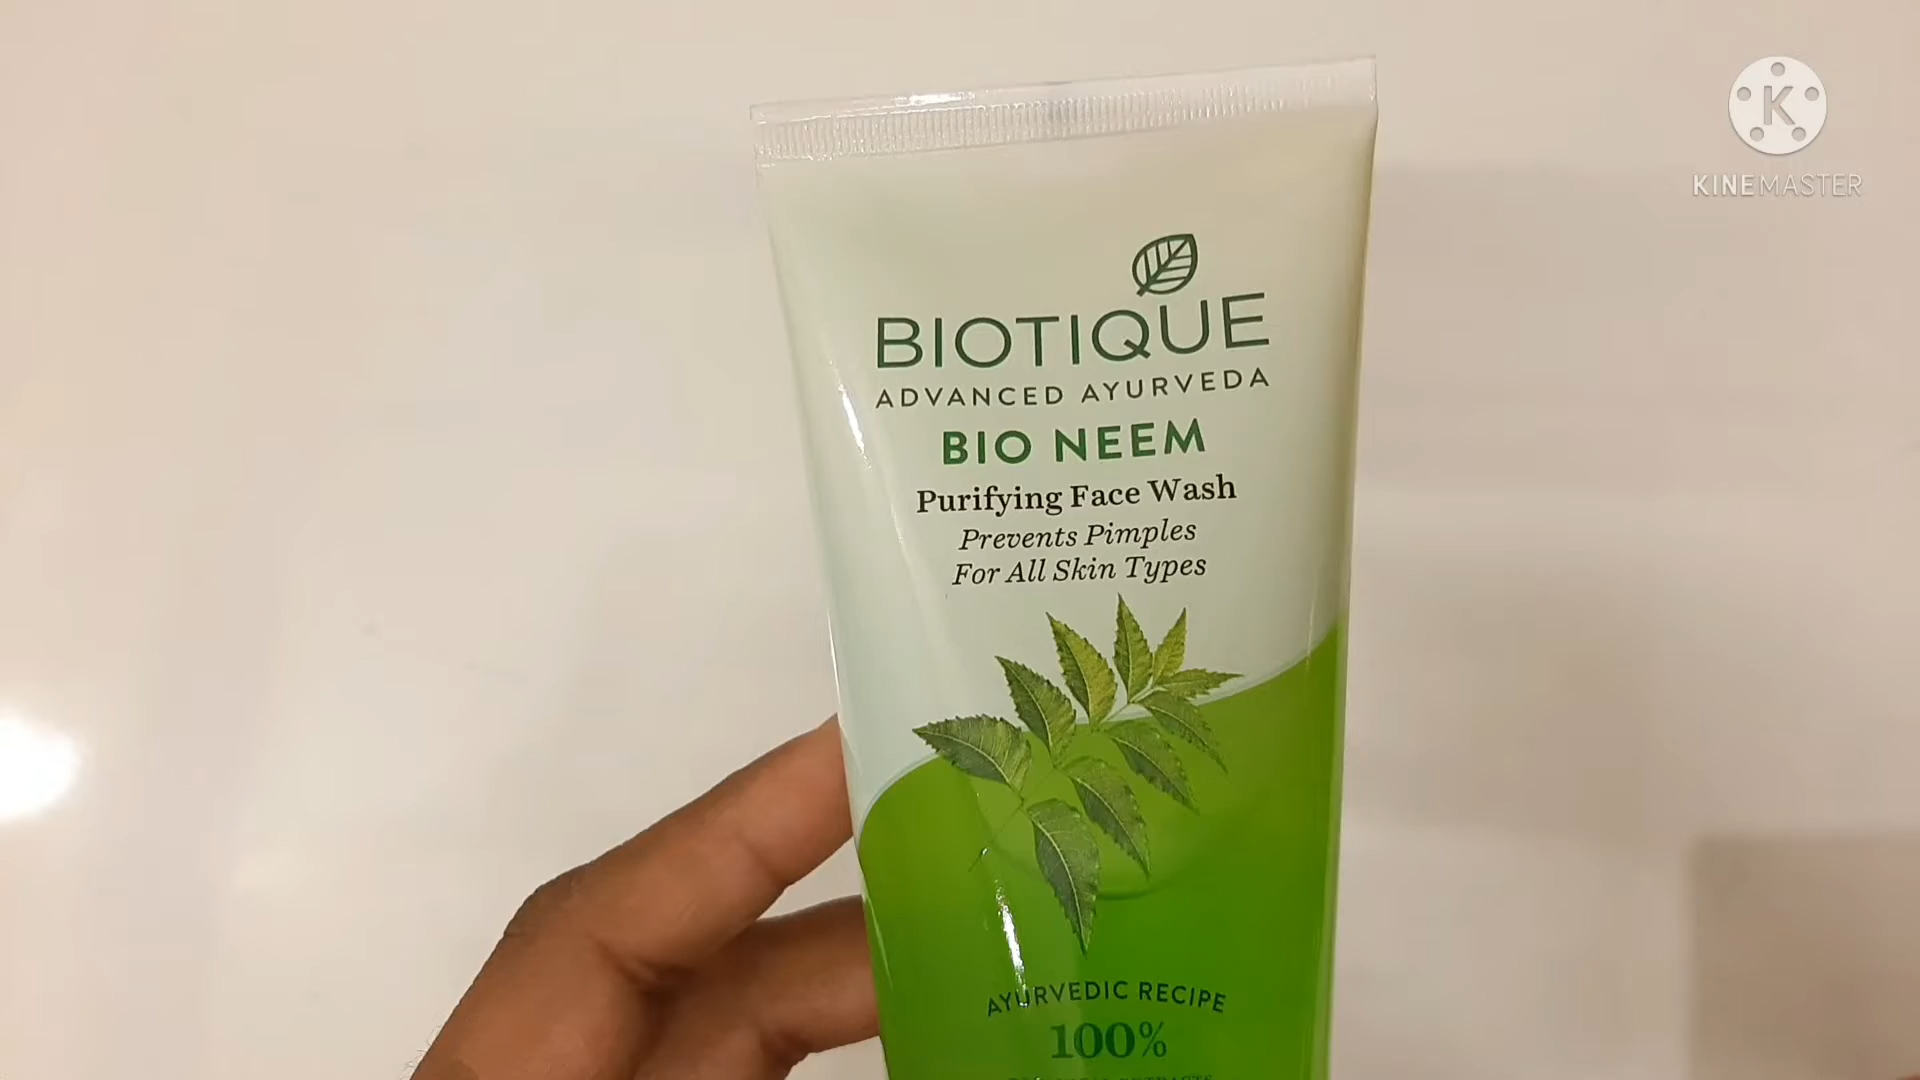 K
KINEMASTER
BIOTIQUE
ADVANCED AYURVEDA
BIO NEEM
Purifying Face Wash
Prevents Pimples
For All Skin Types
AYURVEDIC RECIPE
100%